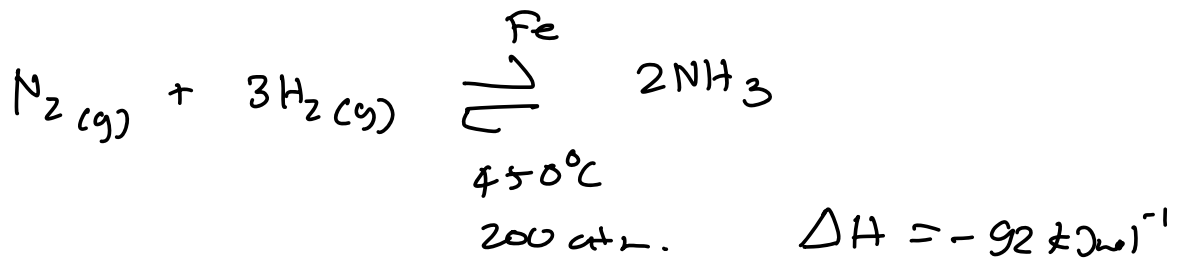 Fe
N₂(g) + 3H₂(g) ⇌ 2NH₃
450°C
200 atm. ΔH = - 92 kJmol⁻¹